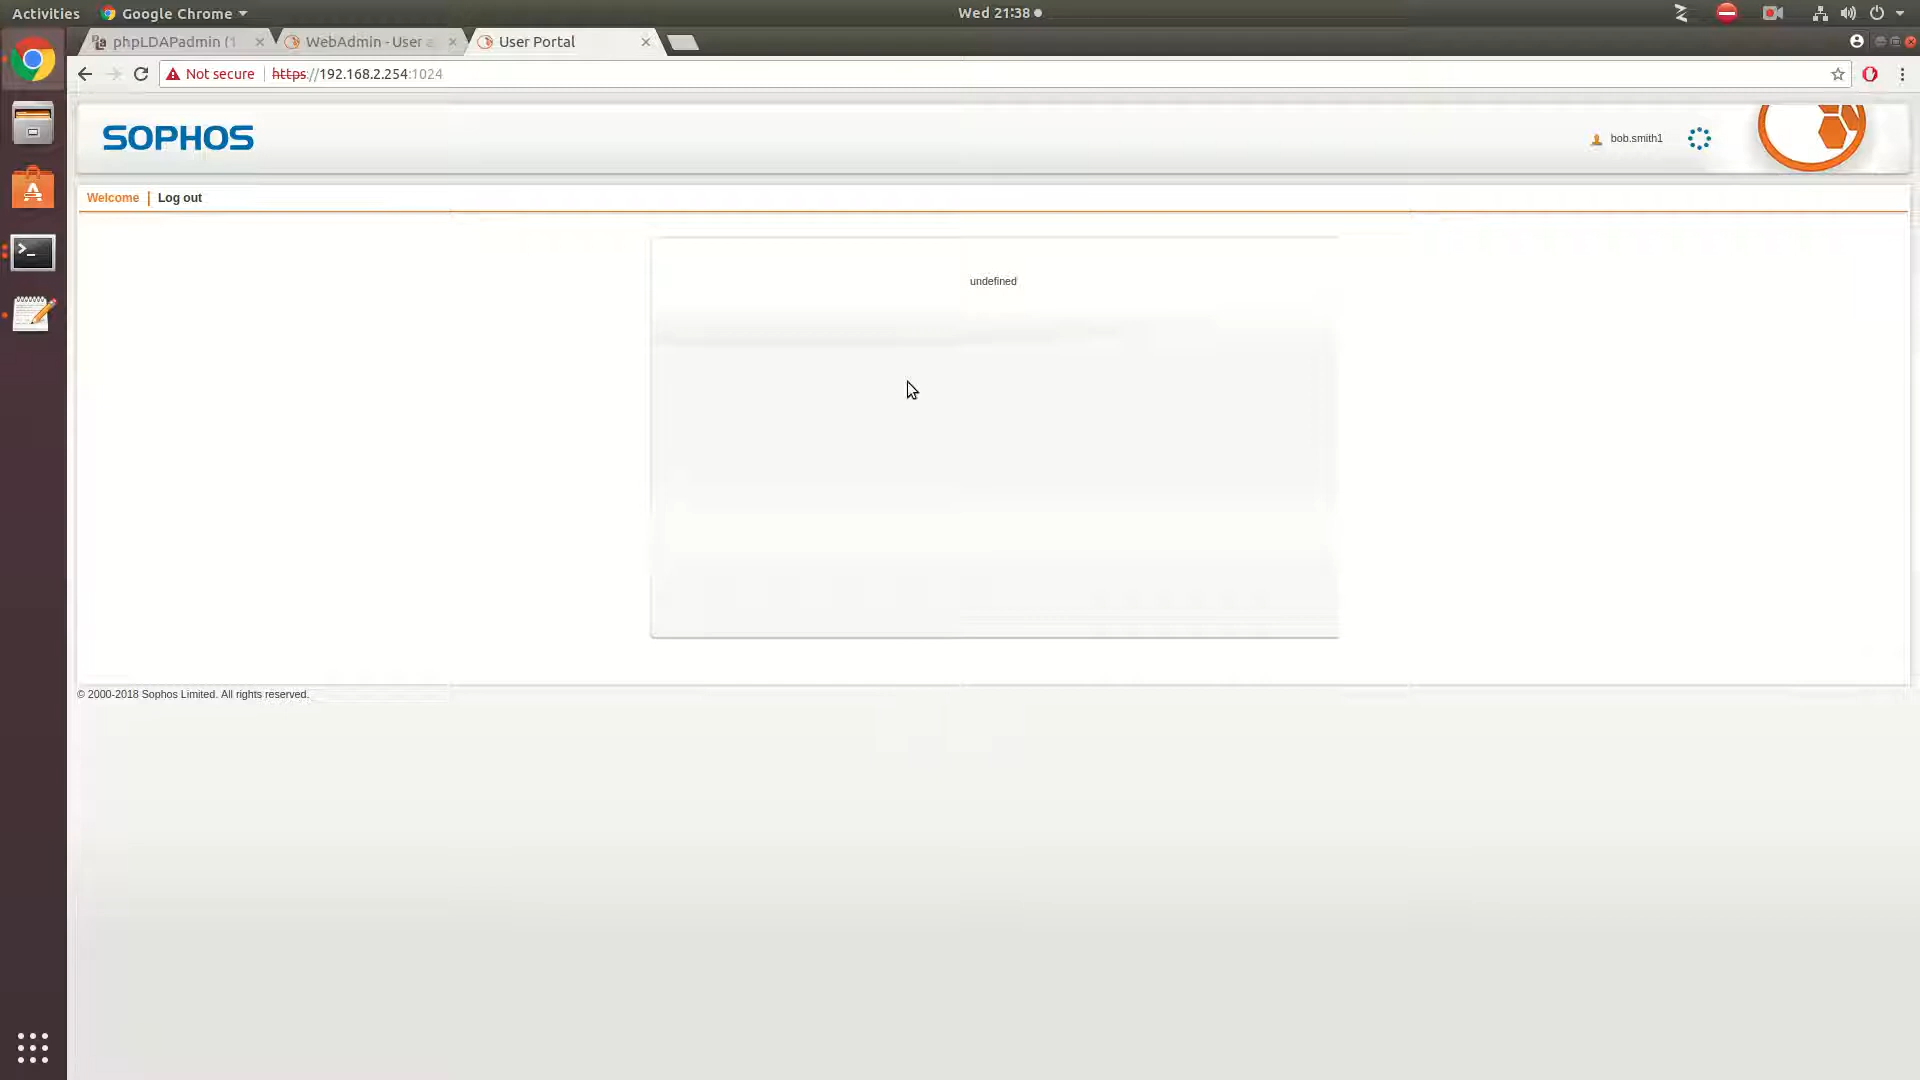 Activities Google Chrome Wed 21:38
phpLDAPadmin (1 WebAdmin - User a User Portal
Not secure https://192.168.2.254:1024
SOPHOS bob.smith1
Welcome Log out
undefined
© 2000-2018 Sophos Limited. All rights reserved.